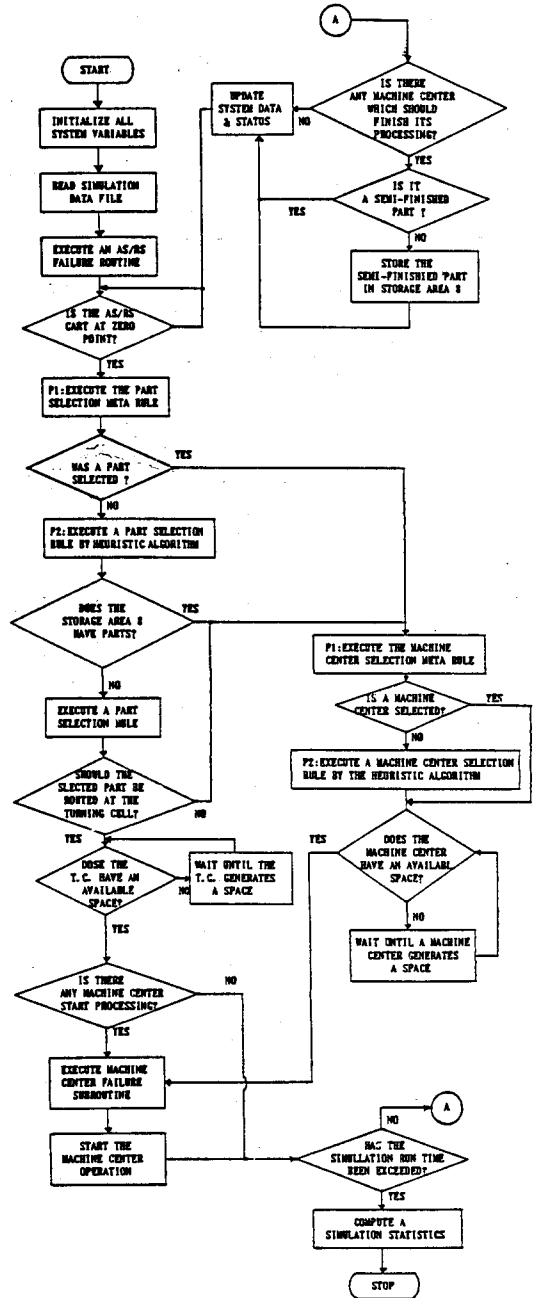 START
INITIALIZE ALL
SYSTEM VARIABLES
READ SIMULATION
DATA FILE
EXECUTE AN AS/RS
FAILURE ROUTINE
IS THE AS/RS
CART AT ZERO
POINT?
YES
P1:EXECUTE THE PART
SELECTION META RULE
WAS A PART
SELECTED ?
YES
NO
P2:EXECUTE A PART SELECTION
RULE BY HEURISTIC ALGORITHM
DOES THE
STORAGE AREA 8
HAVE PARTS?
YES
NO
EXECUTE A PART
SELECTION RULE
SHOULD THE
SLECTED PART BE
ROUTED AT THE
TURNING CELL?
NO
YES
DOSE THE
T.C. HAVE AN
AVAILABLE
SPACE?
NO
WAIT UNTIL THE
T.C. GENERATES
A SPACE
YES
IS THERE
ANY MACHINE CENTER
START PROCESSING?
NO
YES
EXECUTE MACHINE
CENTER FAILURE
SUBROUTINE
START THE
MACHINE CENTER
OPERATION
A
IS THERE
ANY MACHINE CENTER
WHICH SHOULD
FINISH ITS
PROCESSING?
NO
UPDATE
SYSTEM DATA
& STATUS
YES
IS IT
A SEMI-FINISHED
PART ?
YES
NO
STORE THE
SEMI-FINISHIED PART
IN STORAGE AREA 8
P1:EXECUTE THE MACHINE
CENTER SELECTION META RULE
IS A MACHINE
CENTER SELECTED?
YES
NO
P2:EXECUTE A MACHINE CENTER SELECTION
RULE BY THE HEURISTIC ALGORITHM
YES
DOES THE
MACHINE CENTER
HAVE AN AVAILABL
SPACE?
NO
WAIT UNTIL A MACHINE
CENTER GENERATES
A SPACE
NO
A
HAS THE
SIMULLATION RUN TIME
BEEN EXCEEDED?
YES
COMPUTE A
SIMULATION STATISTICS
STOP